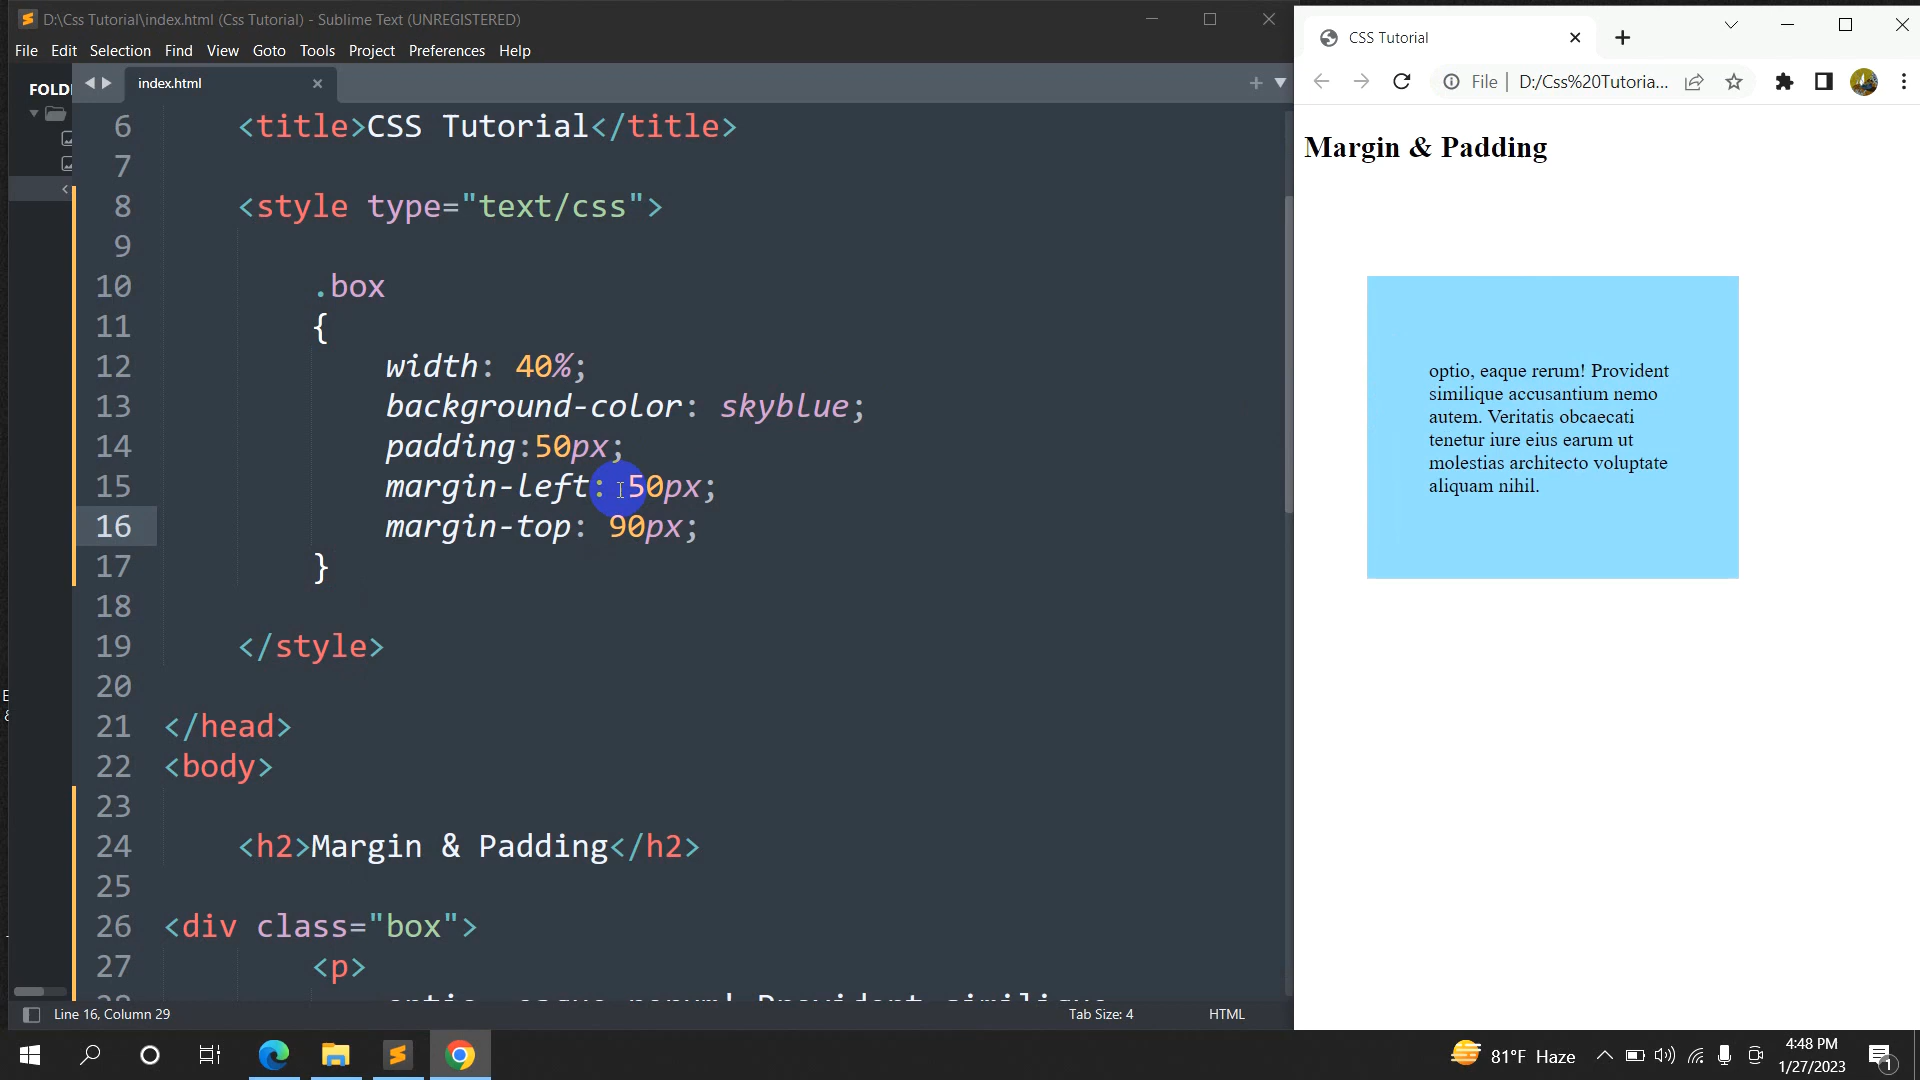 D:\Css Tutorial\index.html (Css Tutorial) - Sublime Text (UNREGISTERED)
File Edit Selection Find View Goto Tools Project Preferences Help
FOLD
index.html
6 <title>CSS Tutorial</title>
7
8 <style type="text/css">
9
10 .box
11 {
12 width: 40%;
13 background-color: skyblue;
14 padding:50px;
15 margin-left: 50px;
16 margin-top: 90px;
17 }
18
19 </style>
20
21 </head>
22 <body>
23
24 <h2>Margin & Padding</h2>
25
26 <div class="box">
27 <p>
Line 16, Column 29
Tab Size: 4
HTML
CSS Tutorial
File | D:/Css%20Tutoria...
Margin & Padding
optio, eaque rerum! Provident
similique accusantium nemo
autem. Veritatis obcaecati
tenetur iure eius earum ut
molestias architecto voluptate
aliquam nihil.
81°F Haze
4:48 PM
1/27/2023
1